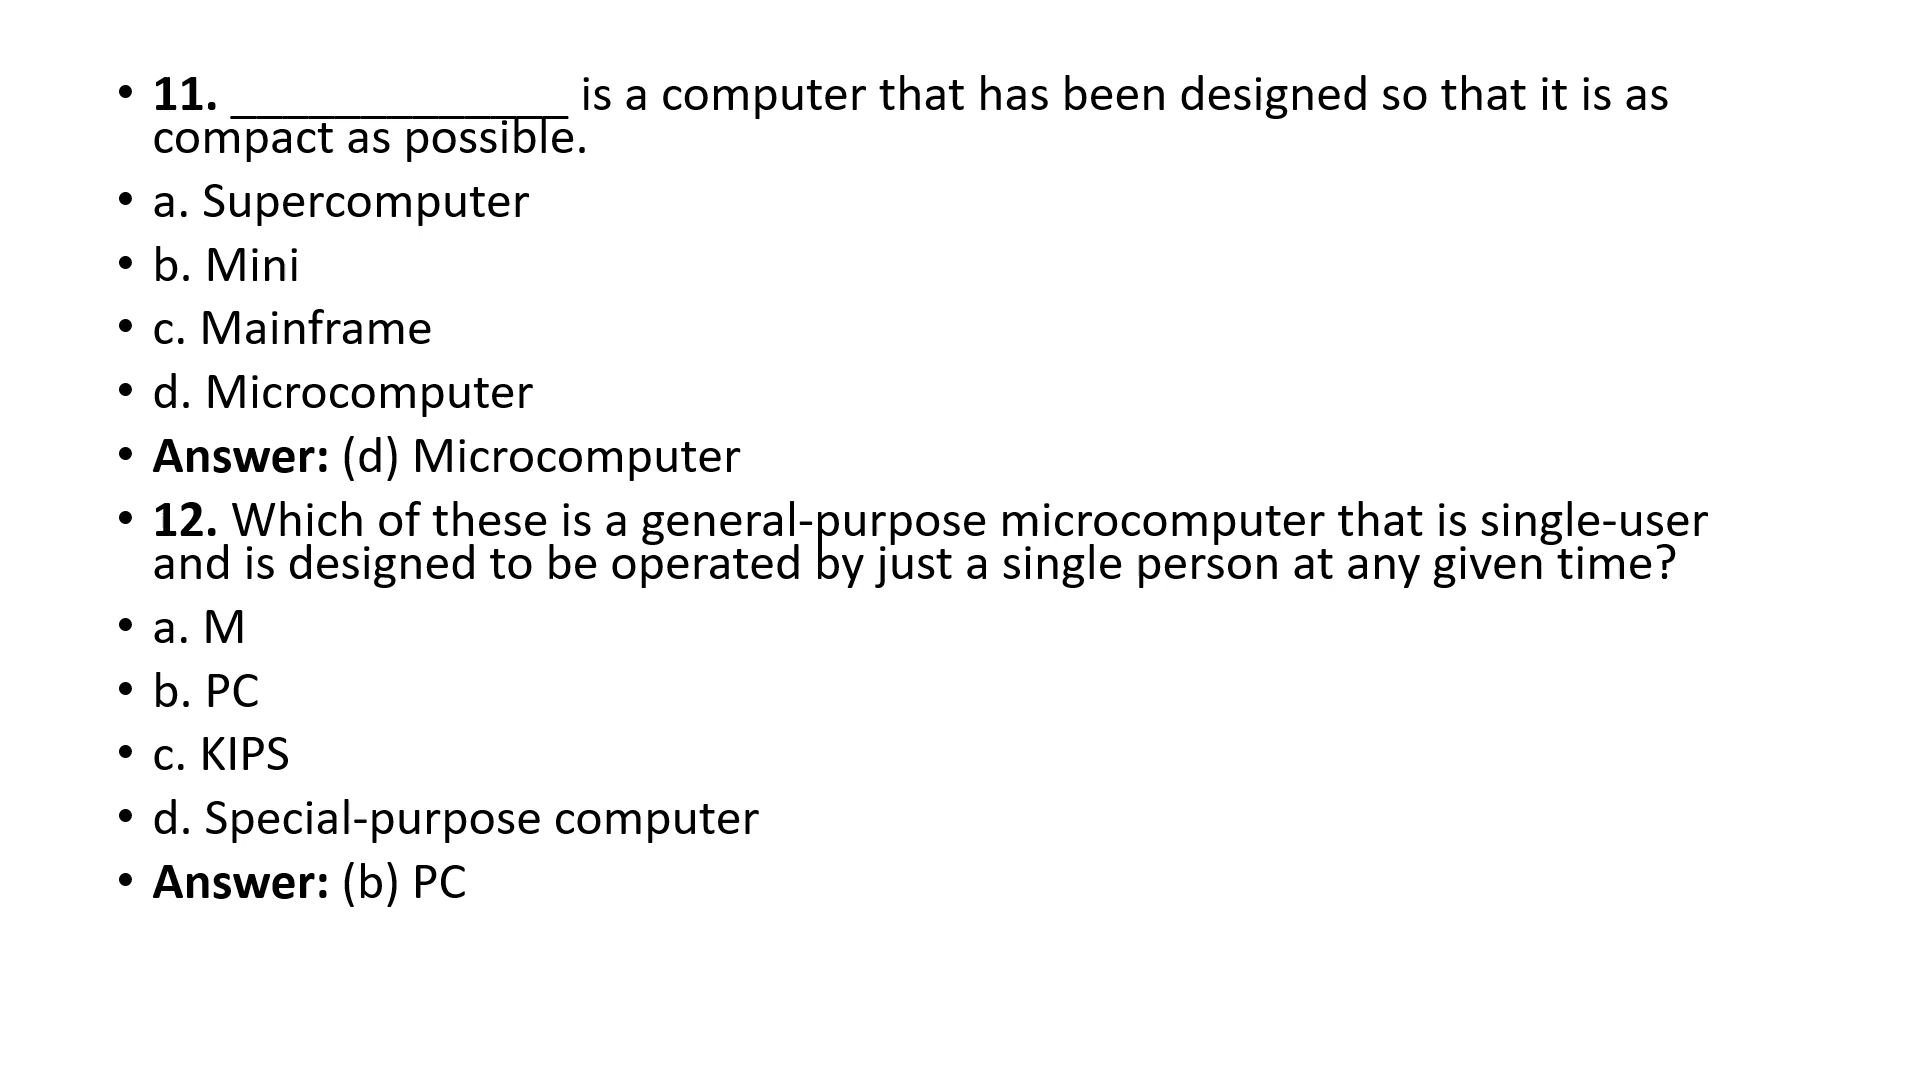 • 11. _____________ is a computer that has been designed so that it is as
compact as possible.
• a. Supercomputer
• b. Mini
• c. Mainframe
• d. Microcomputer
• Answer: (d) Microcomputer
• 12. Which of these is a general-purpose microcomputer that is single-user
and is designed to be operated by just a single person at any given time?
• a. M
• b. PC
• c. KIPS
• d. Special-purpose computer
• Answer: (b) PC